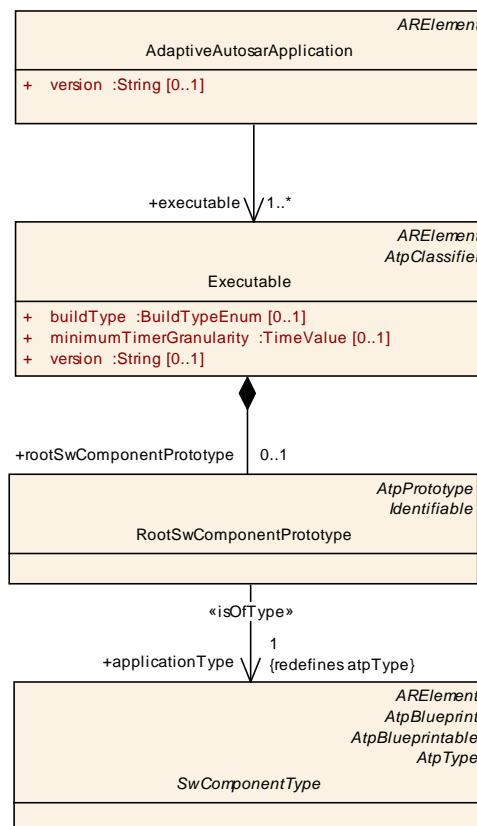 ARElement
AdaptiveAutosarApplication
+ version :String [0..1]
+executable 1..*
ARElement
AtpClassifier
Executable
+ buildType :BuildTypeEnum [0..1]
+ minimumTimerGranularity :TimeValue [0..1]
+ version :String [0..1]
+rootSwComponentPrototype 0..1
AtpPrototype
Identifiable
RootSwComponentPrototype
«isOfType»
1
+applicationType {redefines atpType}
ARElement
AtpBlueprint
AtpBlueprintable
AtpType
SwComponentType